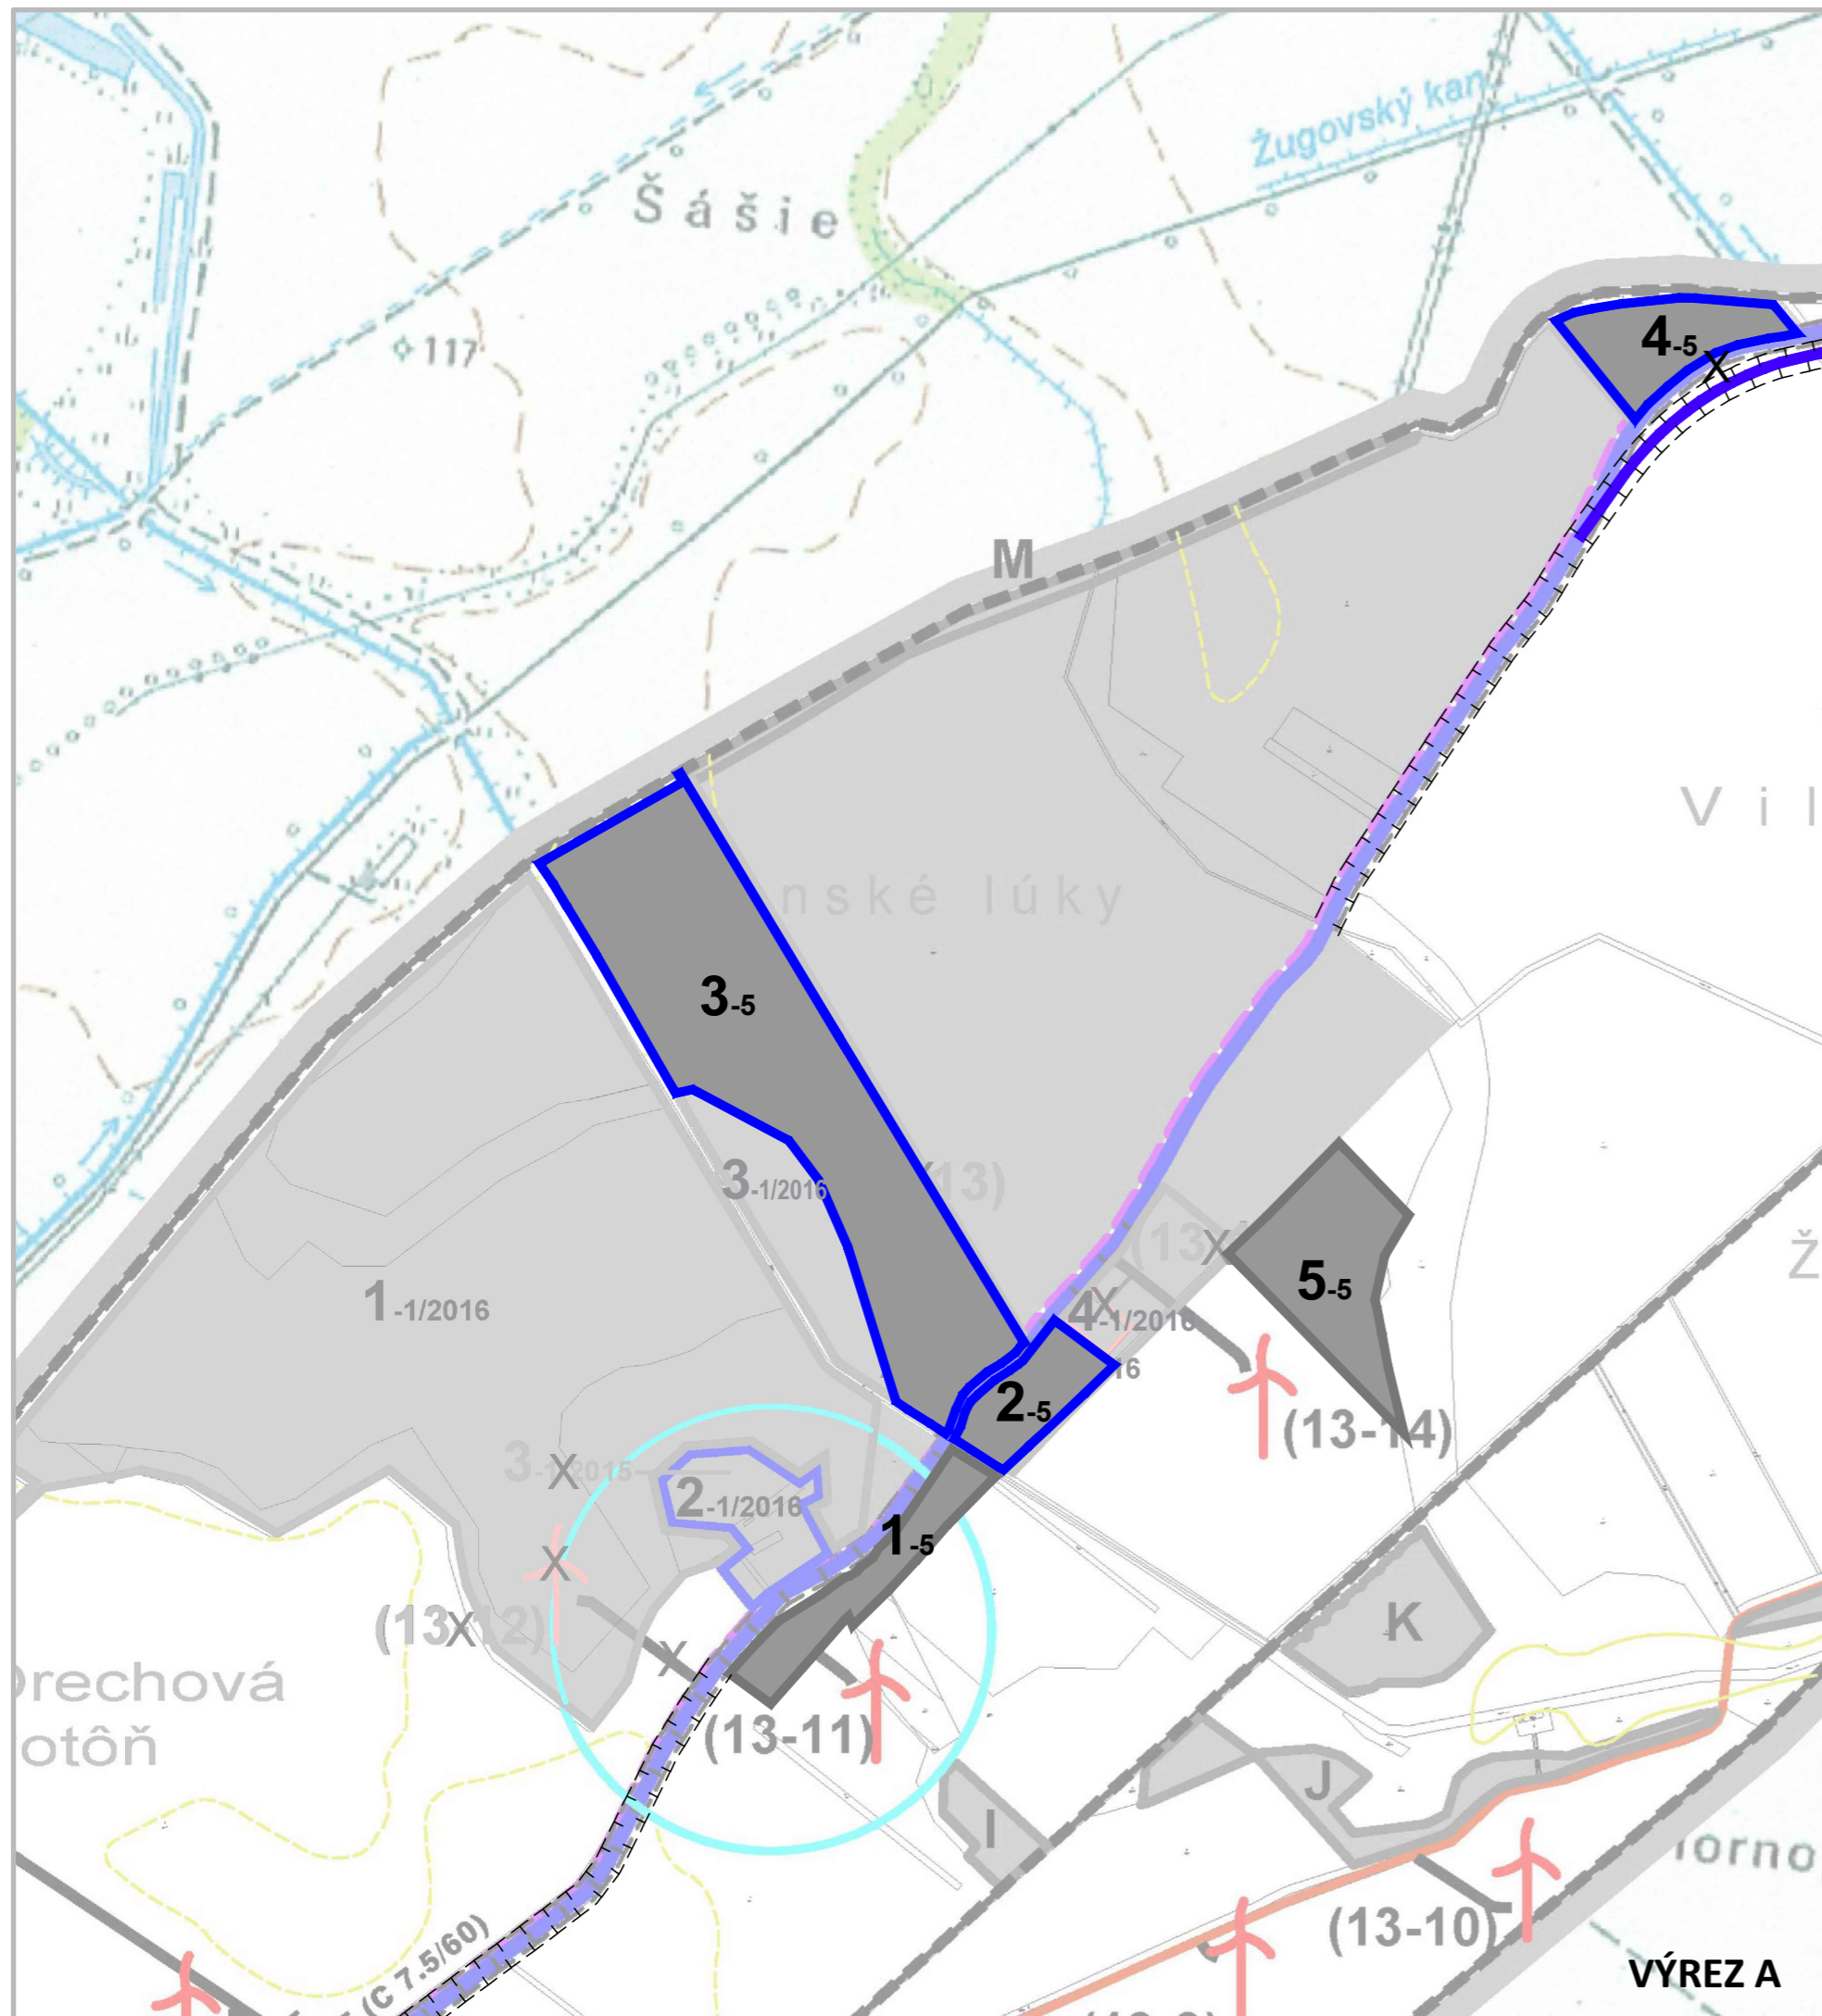 Žugovský kan.
Šášie
117
4-5
X
M
Vil
nské lúky
3-5
3-1/2016
13)
(13
X
Ž
5-5
1-1/2016
4-1/2016
X
16
2-5
(13-14)
3-1/2015
X
2-1/2016
1-5
X
(13 12)
X
X
K
rechová
otôň
(13-11)
J
I
orno
(13-10)
(C 7.5/60)
VÝREZ A